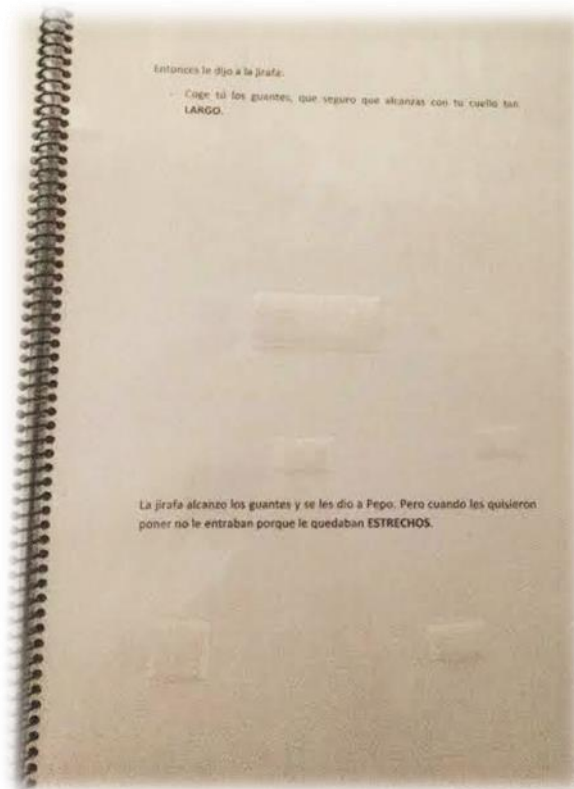 Entonces le dijo a la jirafa:
- Coge tú los guantes, que seguro que alcanzas con tu cuello tan
LARGO.
La jirafa alcanzo los guantes y se les dio a Pepo. Pero cuando les quisieron
poner no le entraban porque le quedaban ESTRECHOS.